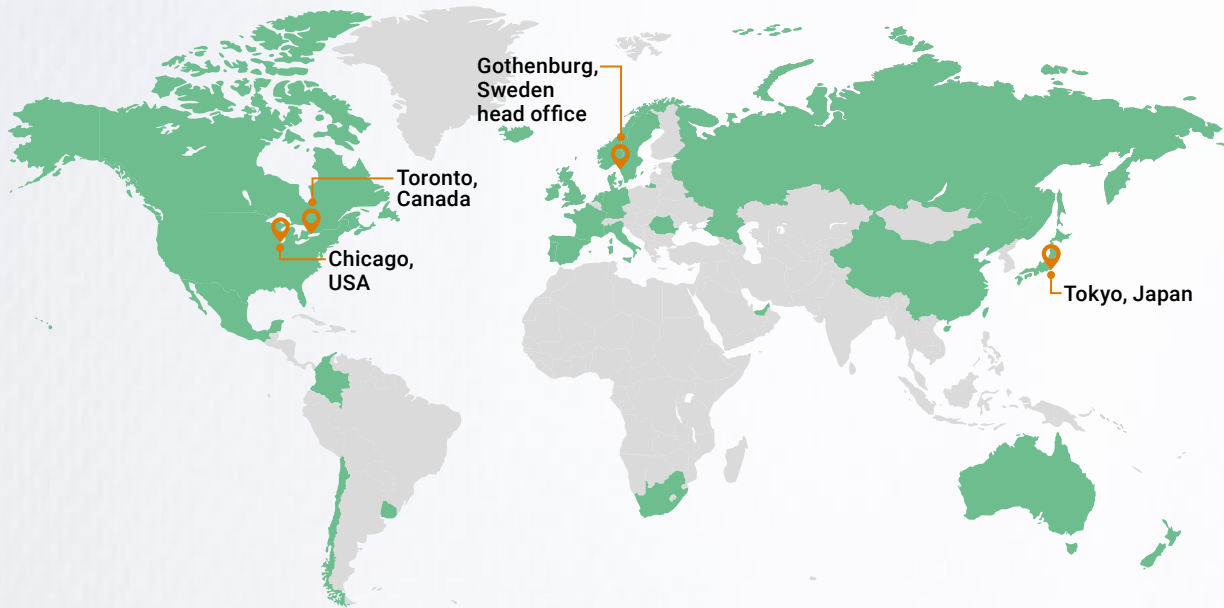 Gothenburg,
Sweden
head office
Toronto,
Canada
Chicago,
USA
Tokyo, Japan